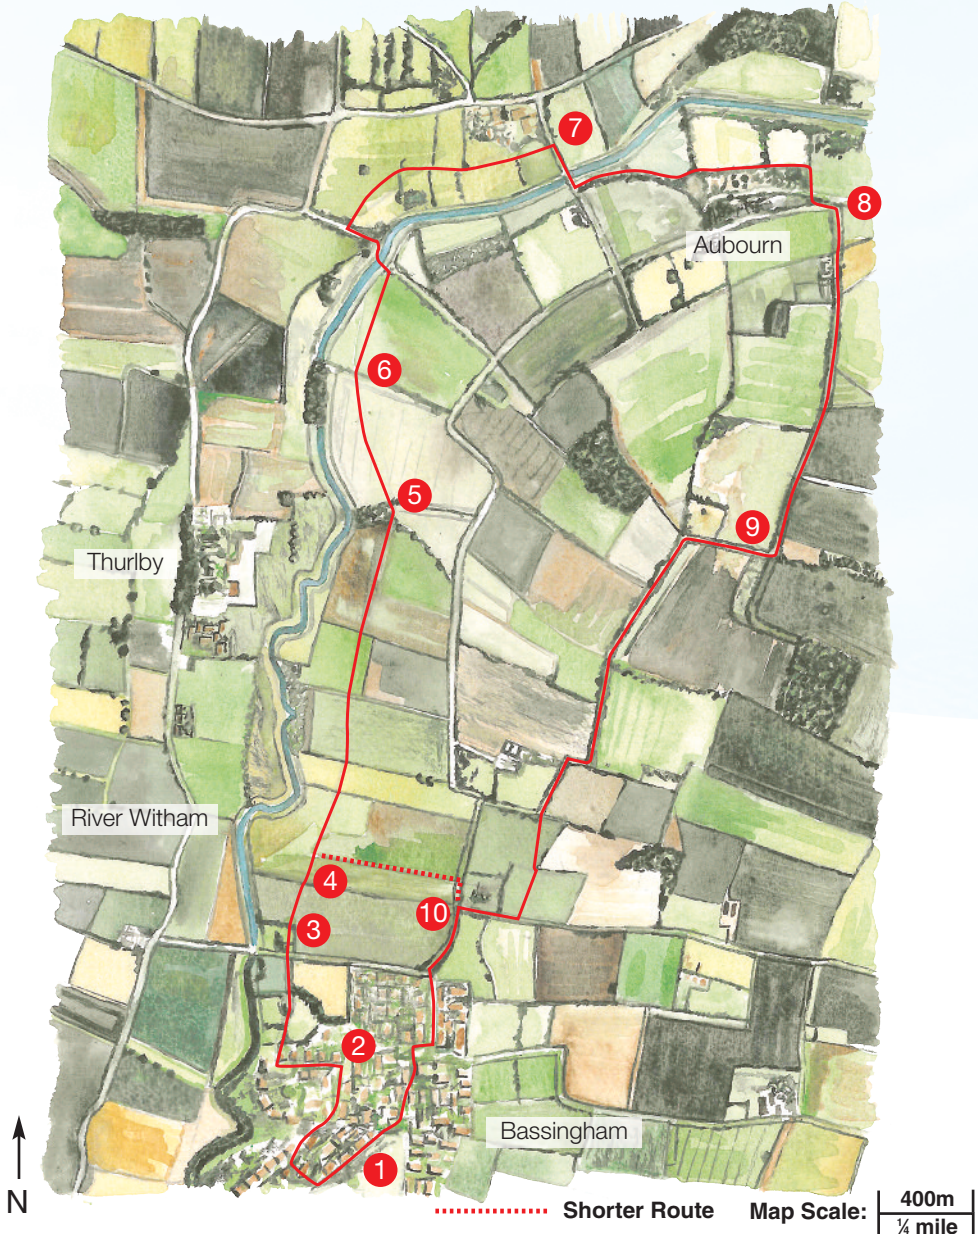 7
8
Aubourn
6
5
9
Thurlby
River Witham
4
10
3
2
Bassingham
1
N
Shorter Route
Map Scale:
400m
¼ mile